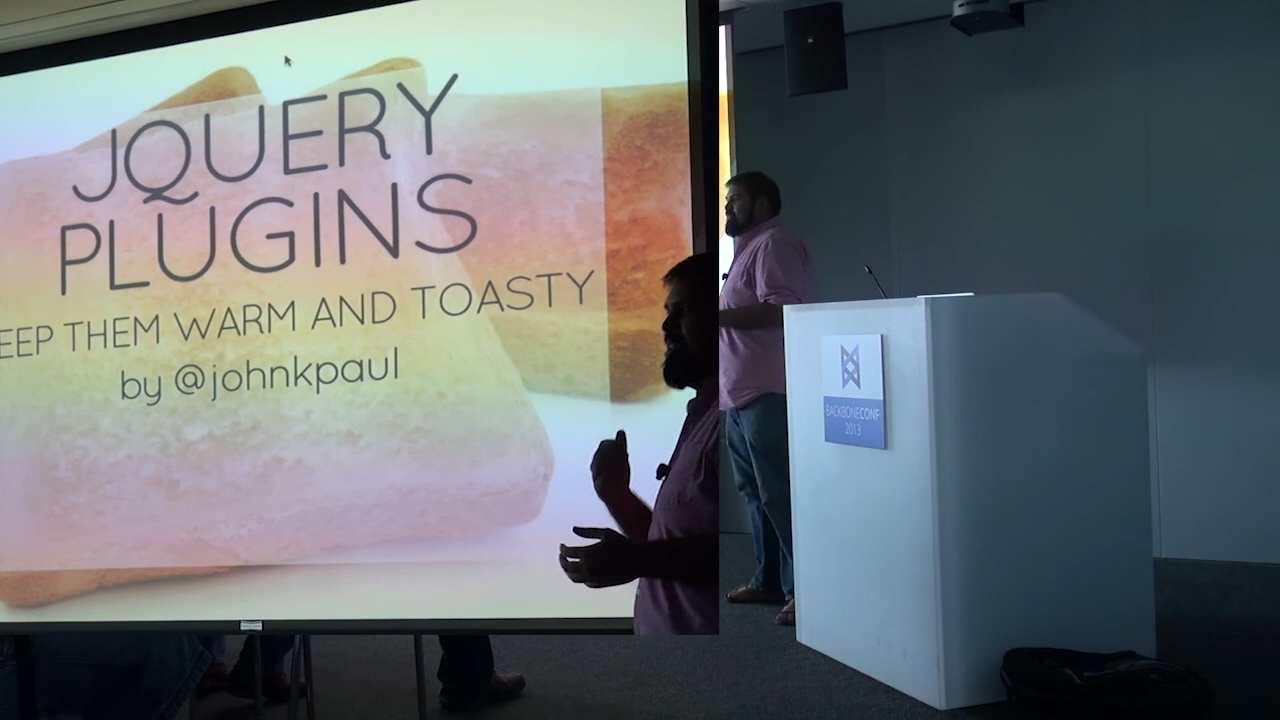 JQUERY
PLUGINS
EEP THEM WARM AND TOASTY
by @johnkpaul
BACKBONECONF
2013